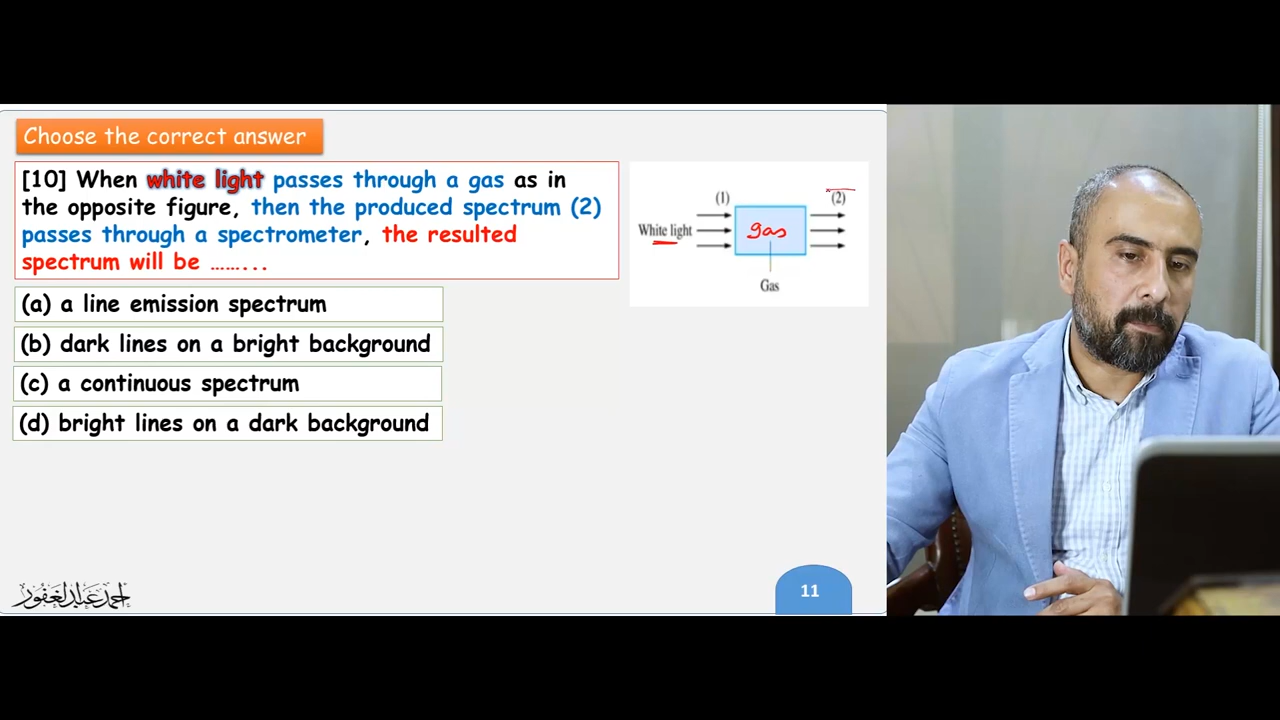 Choose the correct answer
[10] When white light passes through a gas as in
the opposite figure, then the produced spectrum (2)
passes through a spectrometer, the resulted
spectrum will be ……...
(1)
(2)
White light
gas
Gas
(a) a line emission spectrum
(b) dark lines on a bright background
(c) a continuous spectrum
(d) bright lines on a dark background
احمد عبد الغفور
11